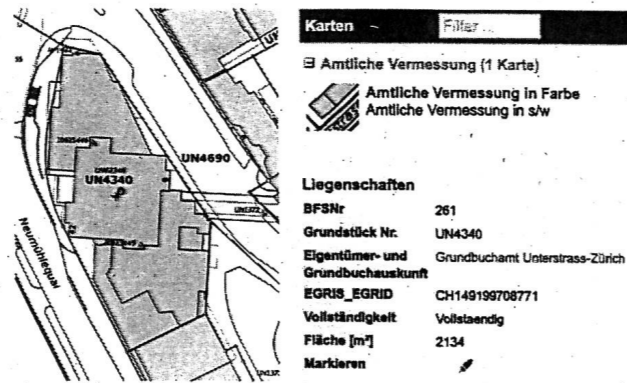 UN4690
UN4340
Neumühlequai
Karten
Filter ...
Amtliche Vermessung (1 Karte)
Amtliche Vermessung in Farbe
Amtliche Vermessung in s/w
Liegenschaften
BFSNr 261
Grundstück Nr. UN4340
Eigentümer- und Grundbuchauskunft Grundbuchamt Unterstrass-Zürich
EGRIS_EGRID CH149199708771
Vollständigkeit Vollstaendig
Fläche [m²] 2134
Markieren